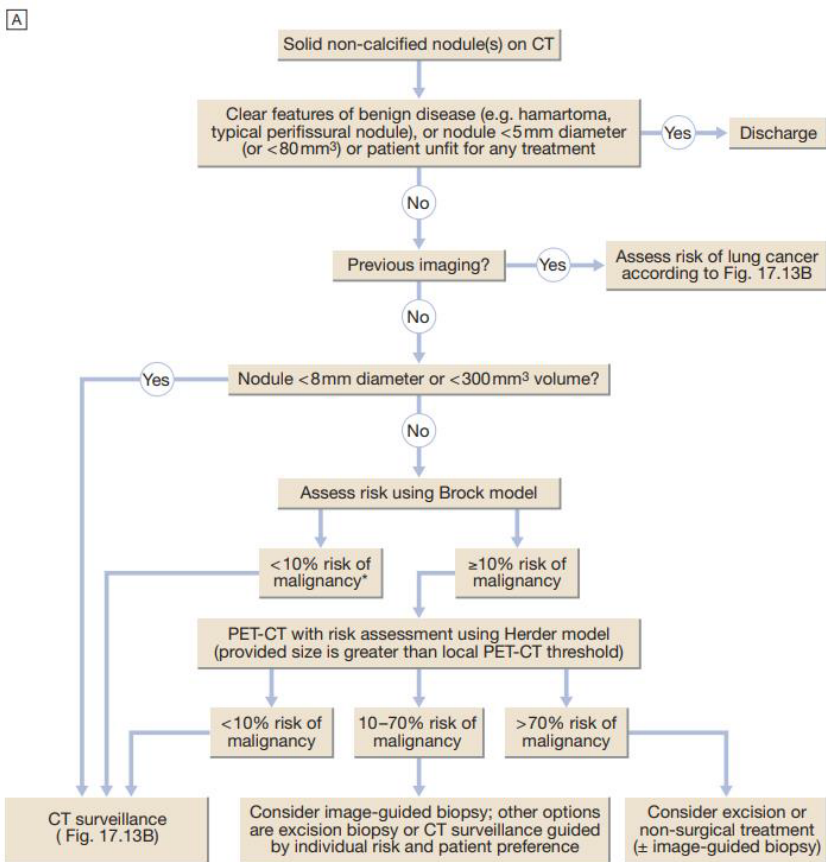 A
Solid non-calcified nodule(s) on CT
Clear features of benign disease (e.g. hamartoma,
typical perifissural nodule), or nodule <5 mm diameter
(or <80 mm³) or patient unfit for any treatment
Yes
Discharge
No
Previous imaging?
Yes
Assess risk of lung cancer
according to Fig. 17.13B
No
Yes
Nodule <8 mm diameter or <300 mm³ volume?
No
Assess risk using Brock model
<10% risk of
malignancy*
≥10% risk of
malignancy
PET-CT with risk assessment using Herder model
(provided size is greater than local PET-CT threshold)
<10% risk of
malignancy
10–70% risk of
malignancy
>70% risk of
malignancy
CT surveillance
( Fig. 17.13B)
Consider image-guided biopsy; other options
are excision biopsy or CT surveillance guided
by individual risk and patient preference
Consider excision or
non-surgical treatment
(± image-guided biopsy)